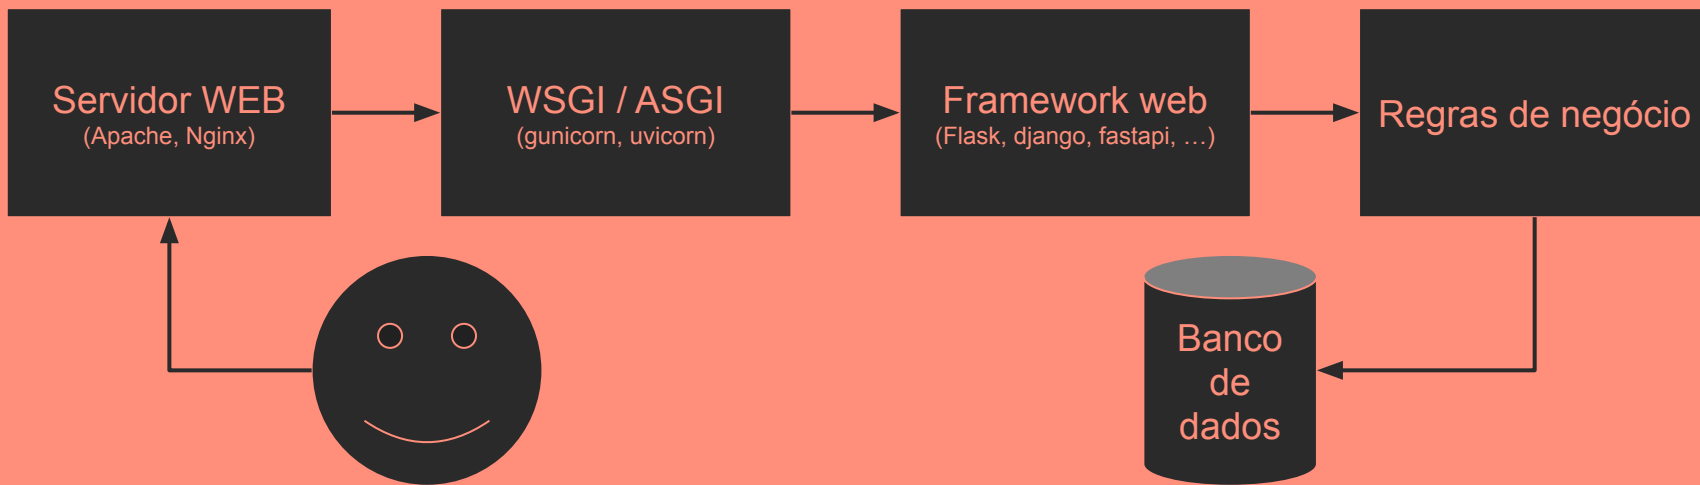 Servidor WEB
(Apache, Nginx)
WSGI / ASGI
(gunicorn, uvicorn)
Framework web
(Flask, django, fastapi, …)
Regras de negócio
Banco
de
dados